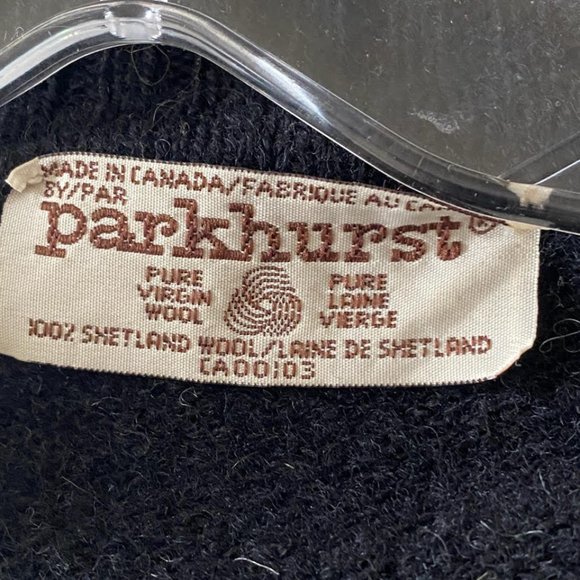 MADE IN CANADA/FABRIQUE AU
BY/PAR
parkhurst®
PURE VIRGIN WOOL
PURE LAINE VIERGE
100% SHETLAND WOOL/LAINE DE SHETLAND
CA00103